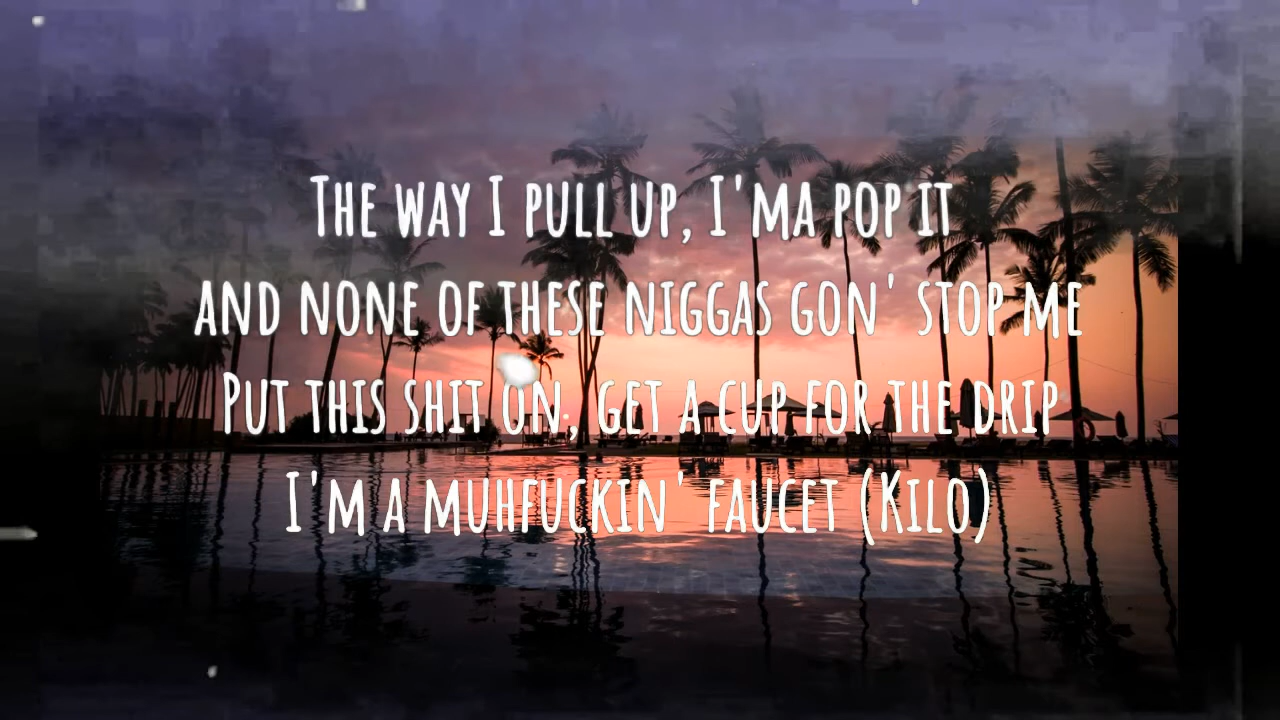 The way I pull up, I'ma pop it
and none of these niggas gon' stop me
Put this shit on, get a cup for the drip
I'm a muhfuckin' faucet (Kilo)